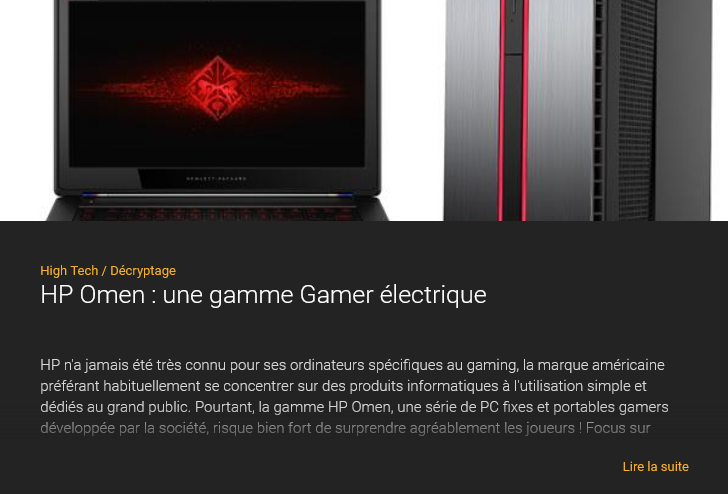 HEWLETT-PACKARD
High Tech / Décryptage
HP Omen : une gamme Gamer électrique
HP n'a jamais été très connu pour ses ordinateurs spécifiques au gaming, la marque américaine
préférant habituellement se concentrer sur des produits informatiques à l'utilisation simple et
dédiés au grand public. Pourtant, la gamme HP Omen, une série de PC fixes et portables gamers
développée par la société, risque bien fort de surprendre agréablement les joueurs ! Focus sur
Lire la suite